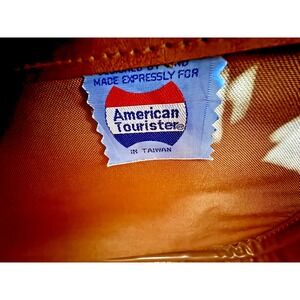 MADE EXPRESSLY FOR
American
Tourister®
IN TAIWAN